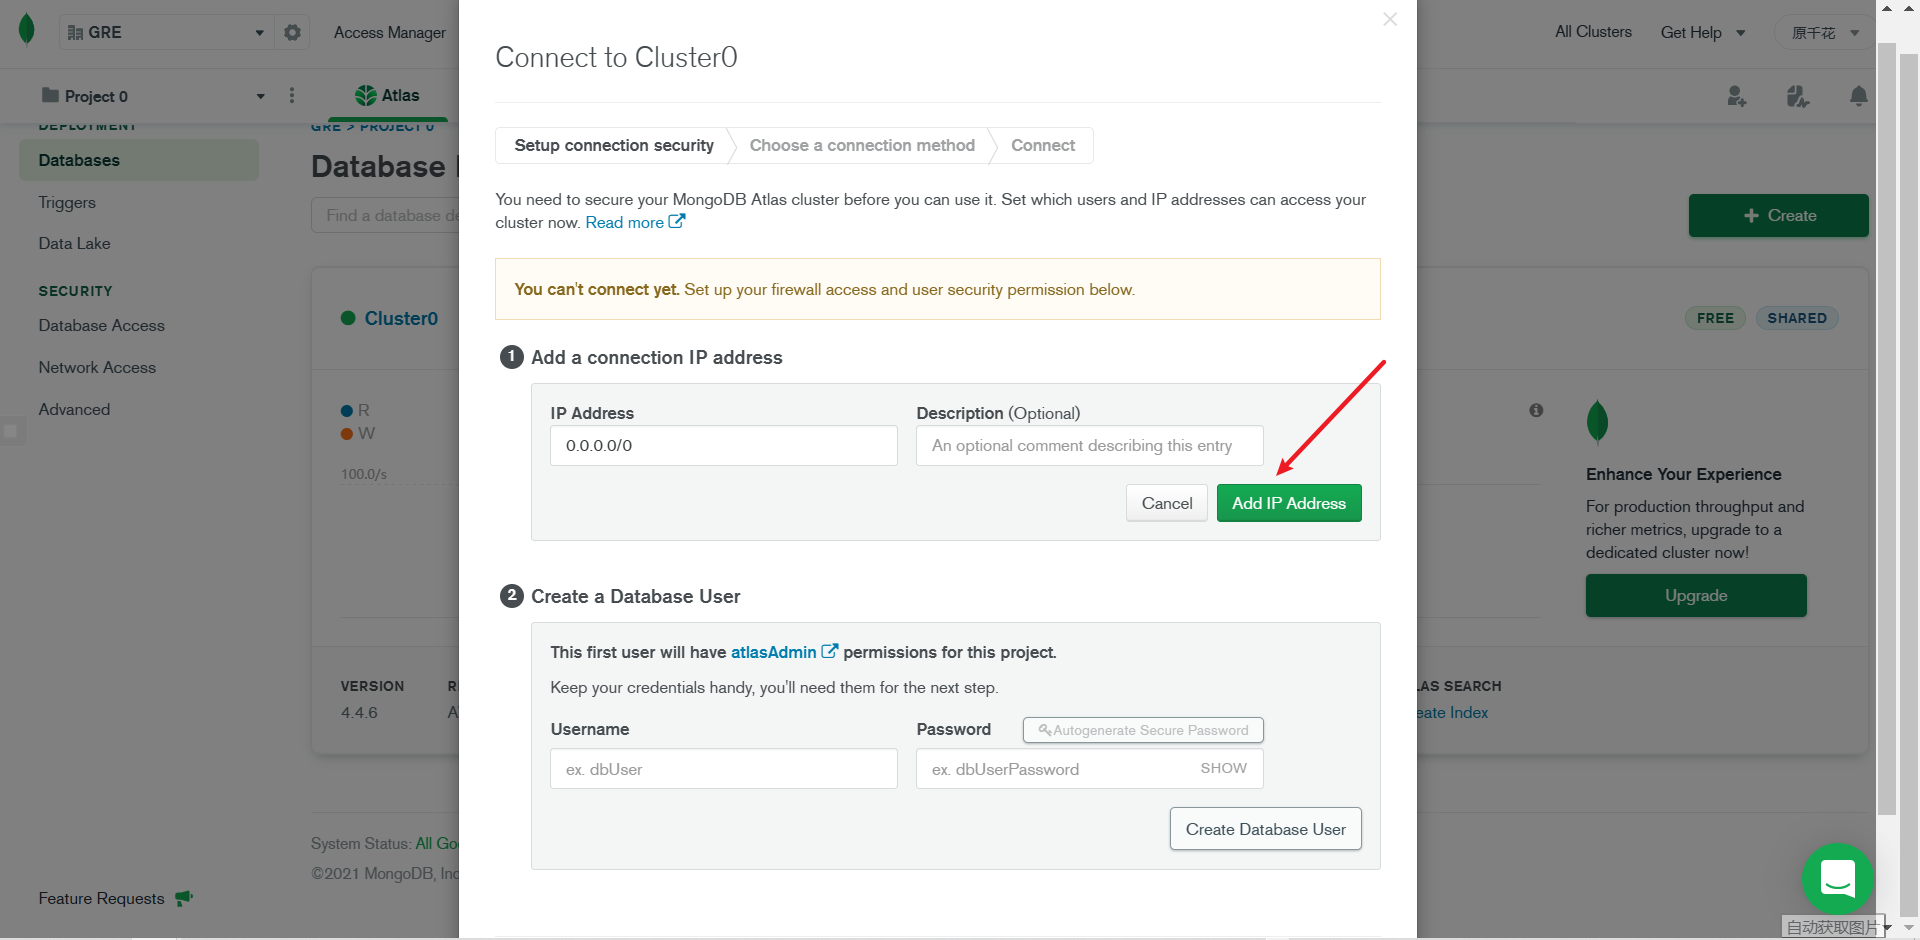 GRE
Access Manager
All Clusters
Get Help
原千花
Project 0
Atlas
DEPLOYMENT
Databases
Triggers
Data Lake
SECURITY
Database Access
Network Access
Advanced
Feature Requests
GRE > PROJECT 0
Database
Find a database de
Create
Cluster0
FREE
SHARED
R
W
100.0/s
VERSION
4.4.6
LAS SEARCH
eate Index
Enhance Your Experience
For production throughput and
richer metrics, upgrade to a
dedicated cluster now!
Upgrade
System Status: All Go
©2021 MongoDB, Inc
Connect to Cluster0
Setup connection security
Choose a connection method
Connect
You need to secure your MongoDB Atlas cluster before you can use it. Set which users and IP addresses can access your
cluster now. Read more
You can't connect yet. Set up your firewall access and user security permission below.
1 Add a connection IP address
IP Address
Description (Optional)
0.0.0.0/0
An optional comment describing this entry
Cancel
Add IP Address
2 Create a Database User
This first user will have atlasAdmin permissions for this project.
Keep your credentials handy, you'll need them for the next step.
Username
Password
Autogenerate Secure Password
ex. dbUser
ex. dbUserPassword
SHOW
Create Database User
自动获取图片